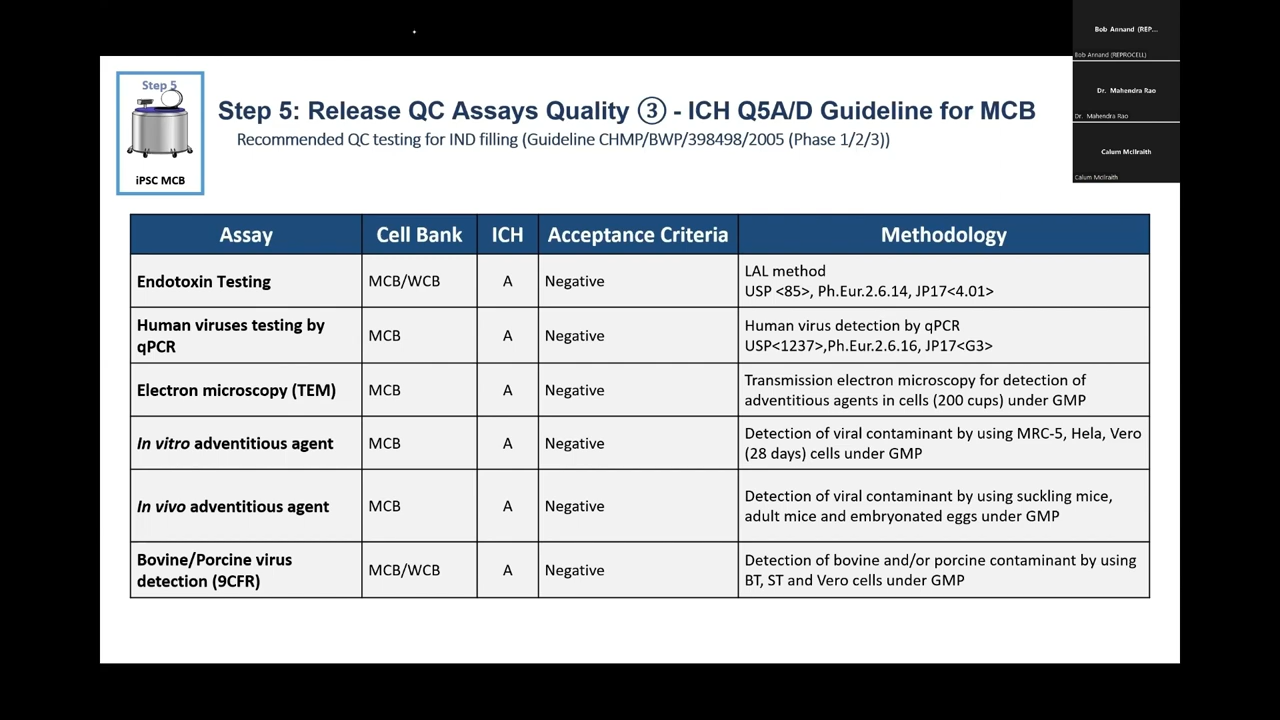 Bob Annand (REP...
Bob Annand (REPROCELL)
Dr. Mahendra Rao
Dr. Mahendra Rao
Calum McIlraith
Calum McIlraith
Step 5
iPSC MCB
Step 5: Release QC Assays Quality ③ - ICH Q5A/D Guideline for MCB
Recommended QC testing for IND filling (Guideline CHMP/BWP/398498/2005 (Phase 1/2/3))
Assay Cell Bank ICH Acceptance Criteria Methodology
Endotoxin Testing MCB/WCB A Negative LAL method
USP <85>, Ph.Eur.2.6.14, JP17<4.01>
Human viruses testing by
qPCR MCB A Negative Human virus detection by qPCR
USP<1237>,Ph.Eur.2.6.16, JP17<G3>
Electron microscopy (TEM) MCB A Negative Transmission electron microscopy for detection of
adventitious agents in cells (200 cups) under GMP
In vitro adventitious agent MCB A Negative Detection of viral contaminant by using MRC-5, Hela, Vero
(28 days) cells under GMP
In vivo adventitious agent MCB A Negative Detection of viral contaminant by using suckling mice,
adult mice and embryonated eggs under GMP
Bovine/Porcine virus
detection (9CFR) MCB/WCB A Negative Detection of bovine and/or porcine contaminant by using
BT, ST and Vero cells under GMP